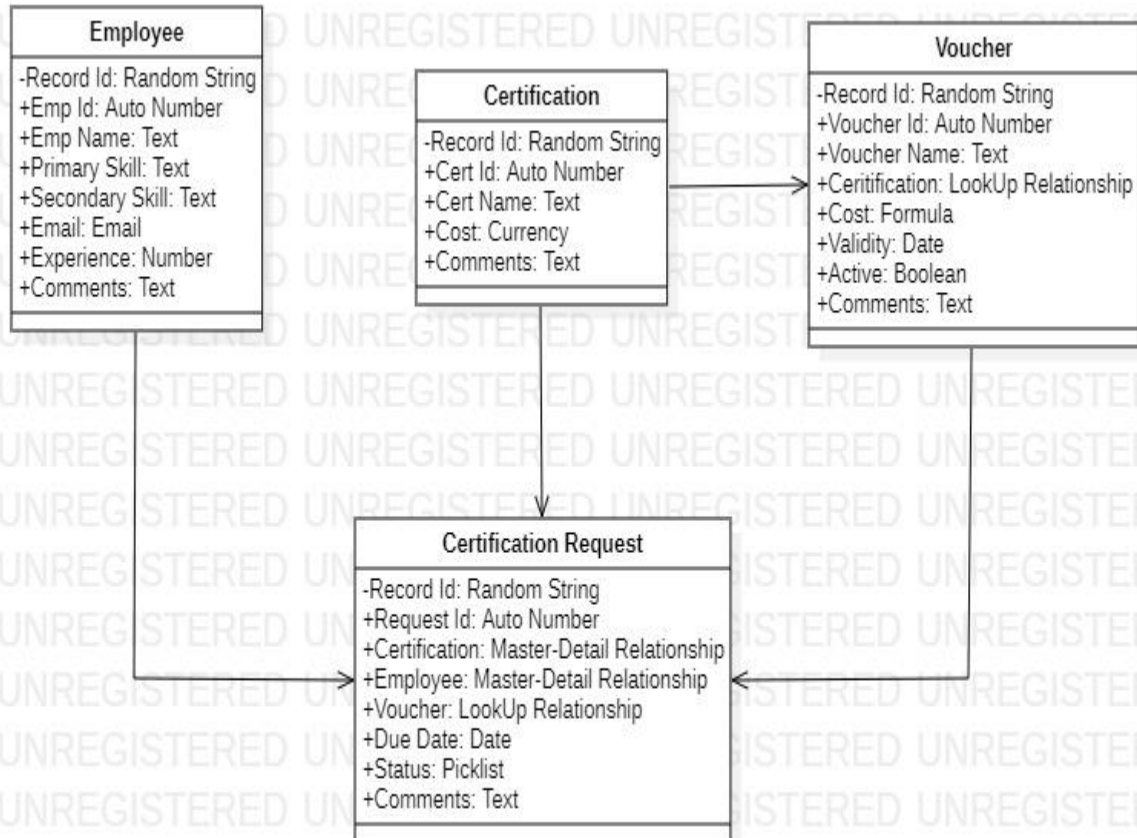 Employee
-Record Id: Random String
+Emp Id: Auto Number
+Emp Name: Text
+Primary Skill: Text
+Secondary Skill: Text
+Email: Email
+Experience: Number
+Comments: Text
Certification
-Record Id: Random String
+Cert Id: Auto Number
+Cert Name: Text
+Cost: Currency
+Comments: Text
Voucher
-Record Id: Random String
+Voucher Id: Auto Number
+Voucher Name: Text
+Ceritification: LookUp Relationship
+Cost: Formula
+Validity: Date
+Active: Boolean
+Comments: Text
Certification Request
-Record Id: Random String
+Request Id: Auto Number
+Certification: Master-Detail Relationship
+Employee: Master-Detail Relationship
+Voucher: LookUp Relationship
+Due Date: Date
+Status: Picklist
+Comments: Text
UNREGISTERED UNREGISTERED
UNREGISTERED UNREGISTERED UNREGISTERED
UNREGISTERED UNREGISTERED UNREGISTERED